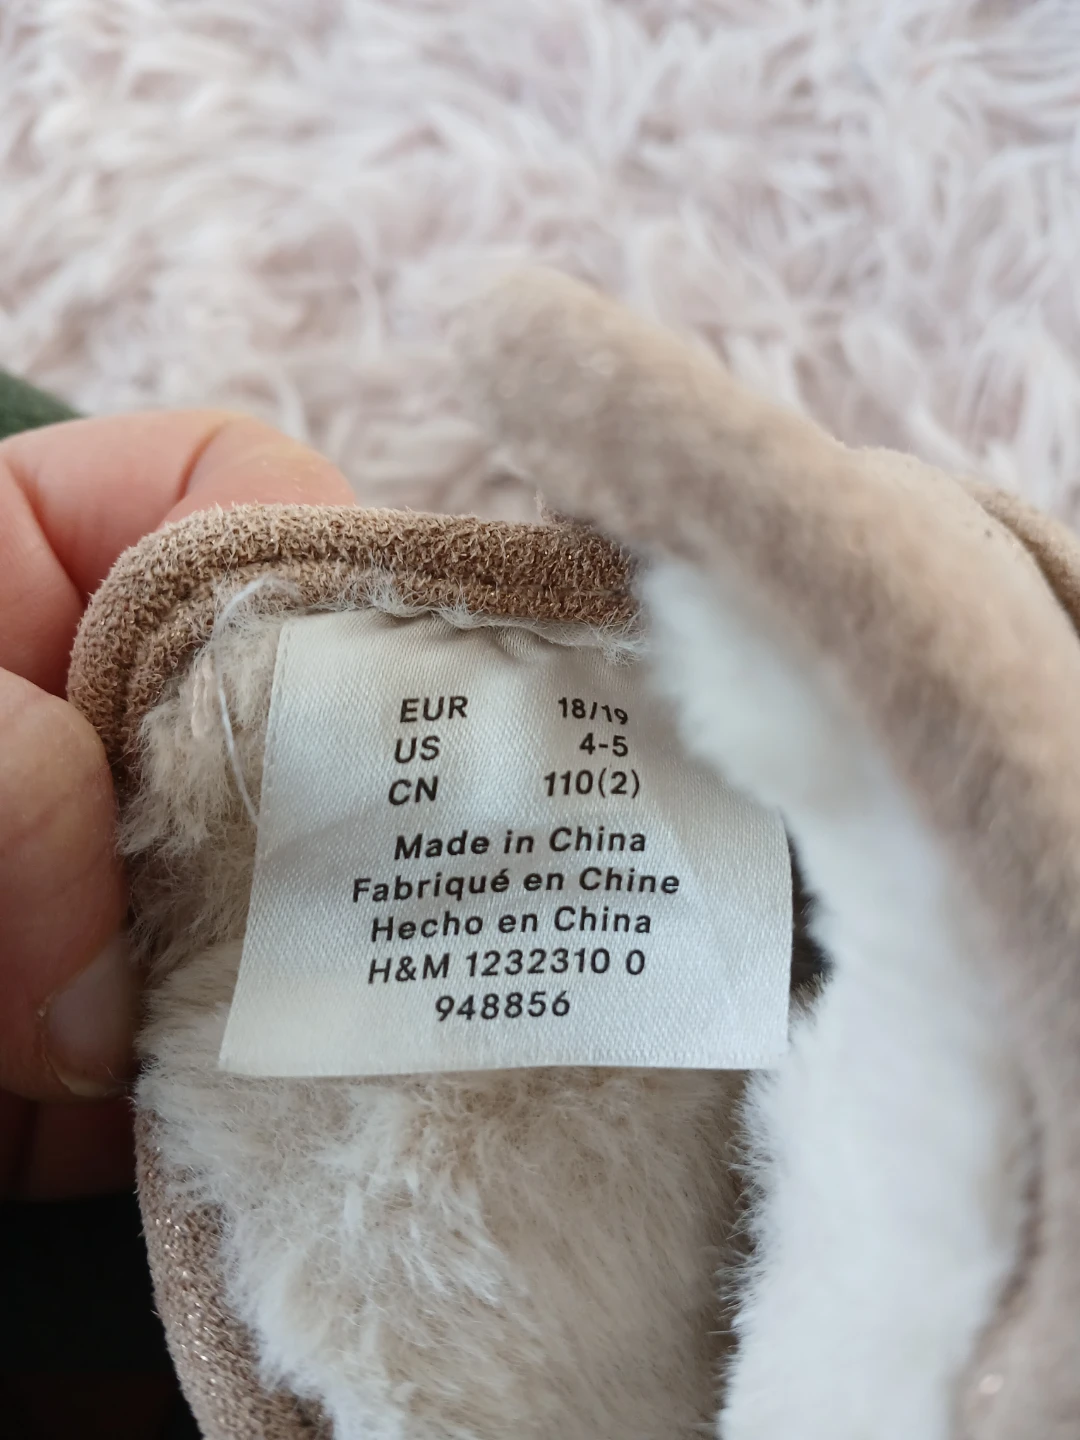 EUR 18/19
US 4-5
CN 110(2)
Made in China
Fabriqué en Chine
Hecho en China
H&M 1232310 0
948856